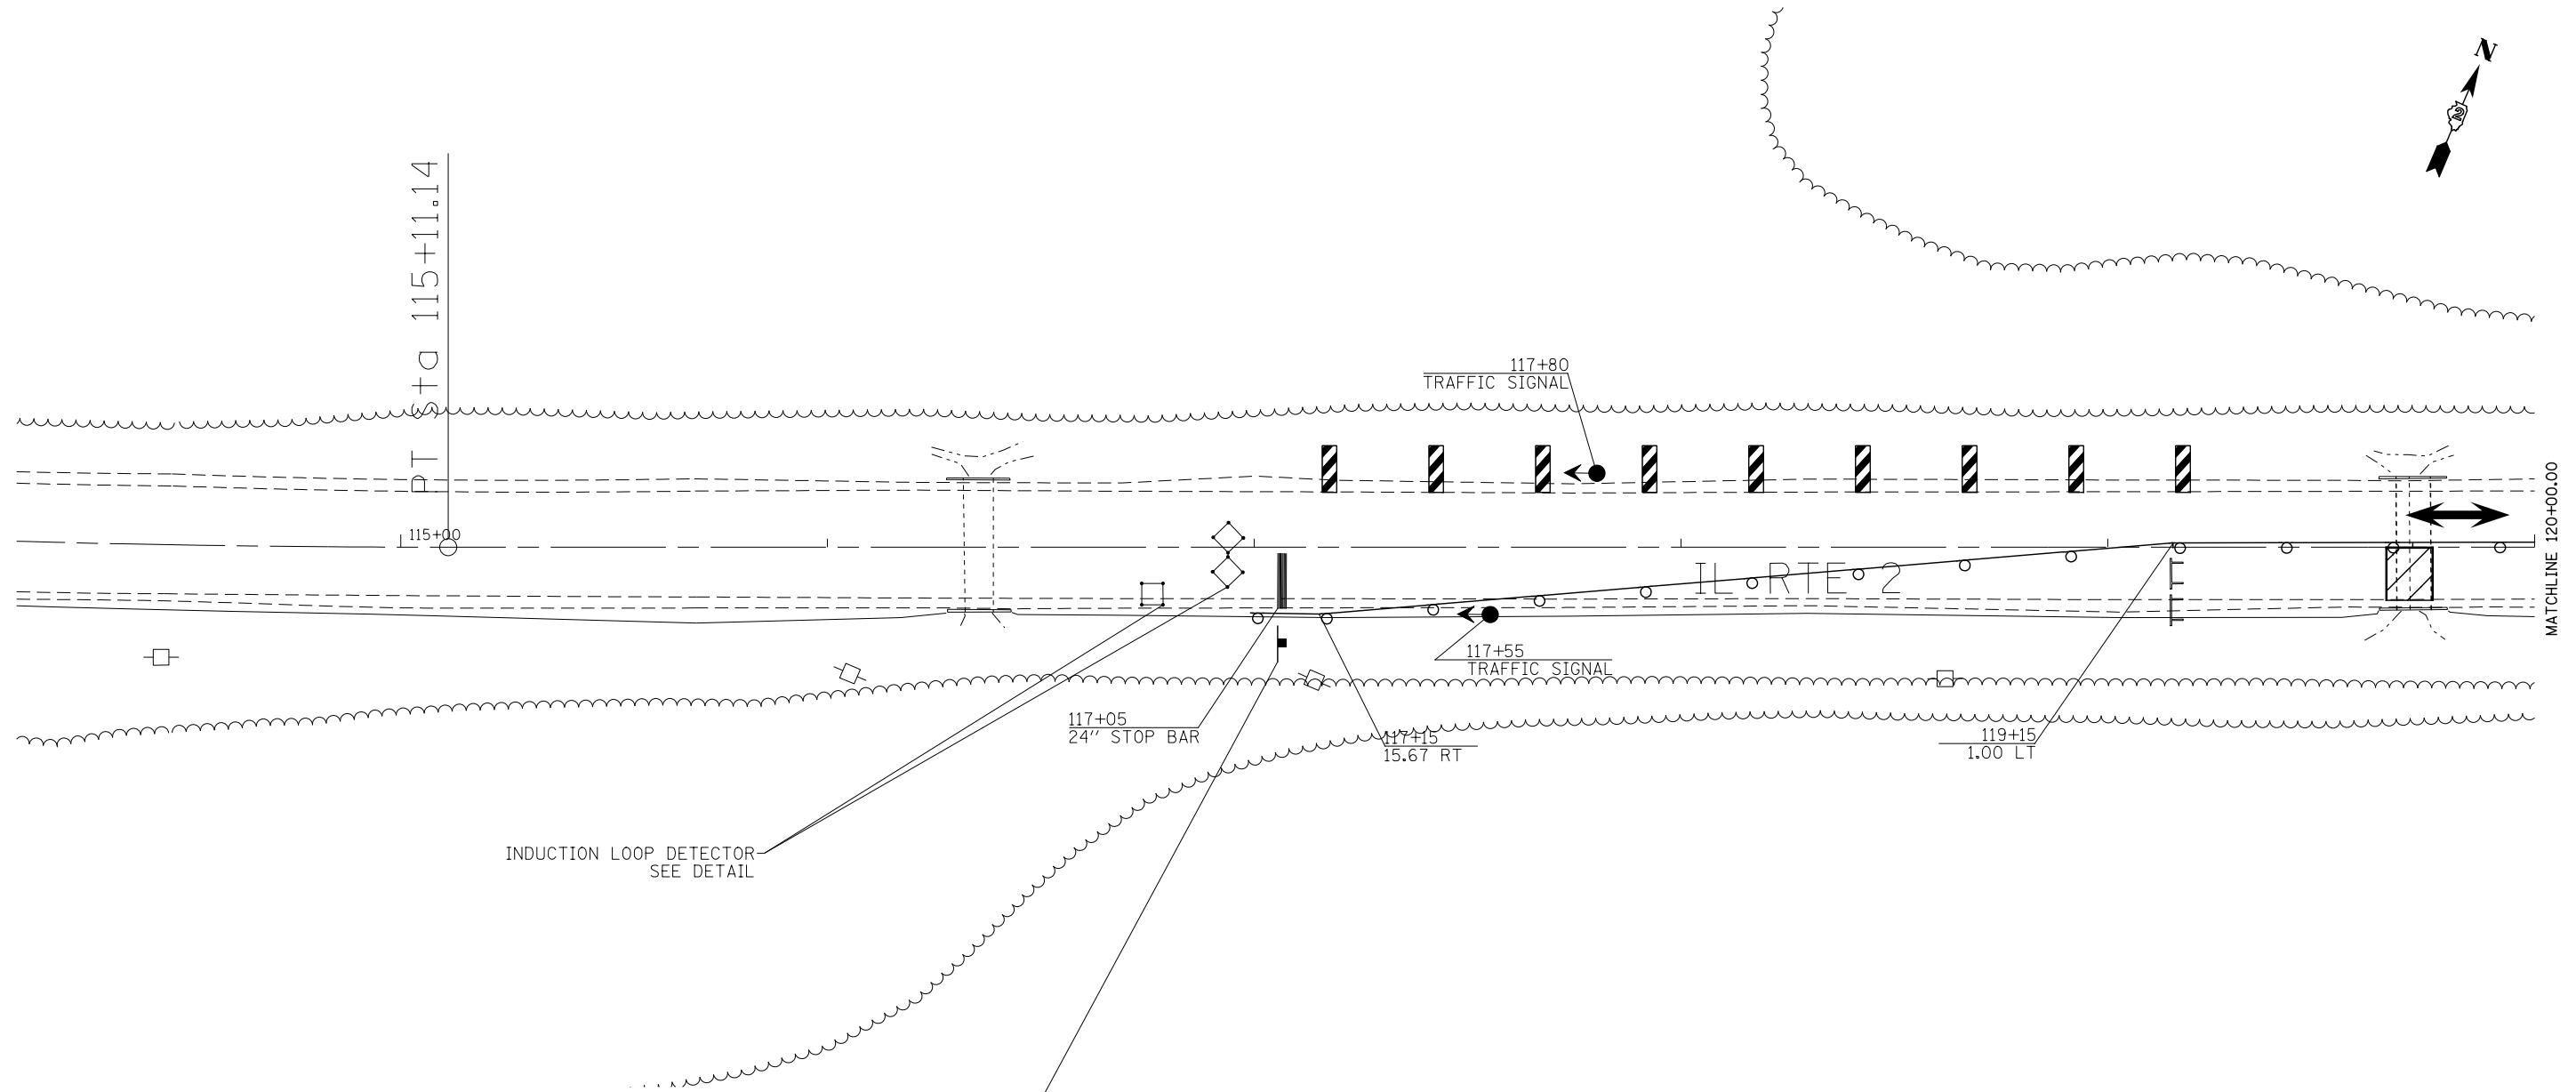 N
2
PT Sta 115+11.14
117+80
TRAFFIC SIGNAL
115+00
MATCHLINE 120+00.00
IL RTE 2
117+55
TRAFFIC SIGNAL
117+05
24'' STOP BAR
117+15
15.67 RT
119+15
1.00 LT
INDUCTION LOOP DETECTOR
SEE DETAIL